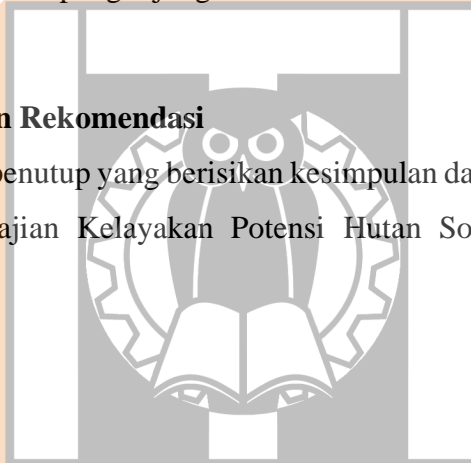 n Rekomendasi
penutup yang berisikan kesimpulan da
ajian Kelayakan Potensi Hutan So